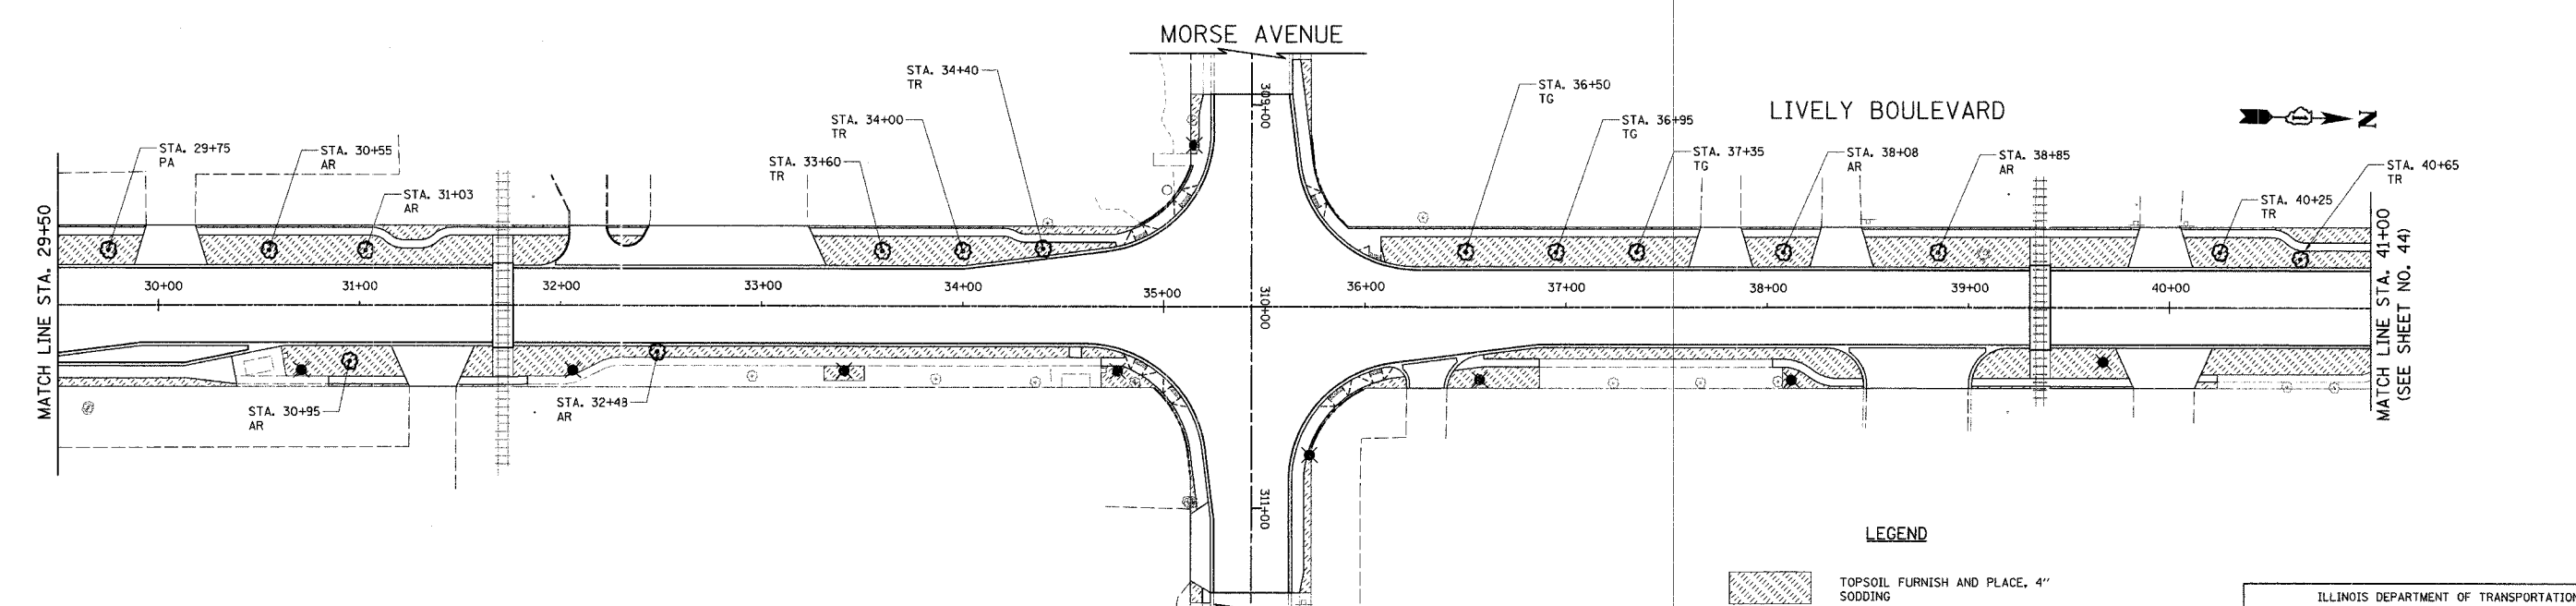 MORSE AVENUE
LIVELY BOULEVARD
N
STA. 29+75
PA
STA. 30+55
AR
STA. 31+03
AR
STA. 33+60
TR
STA. 34+00
TR
STA. 34+40
TR
STA. 36+50
TG
STA. 36+95
TG
STA. 37+35
TG
STA. 38+08
AR
STA. 38+85
AR
STA. 40+25
TR
STA. 40+65
TR
309+00
MATCH LINE STA. 29+50
30+00
31+00
32+00
33+00
34+00
35+00
310+00
36+00
37+00
38+00
39+00
40+00
MATCH LINE STA. 41+00
(SEE SHEET NO. 44)
STA. 30+95
AR
STA. 32+48
AR
311+00
LEGEND
TOPSOIL FURNISH AND PLACE, 4"
SODDING
ILLINOIS DEPARTMENT OF TRANSPORTATION